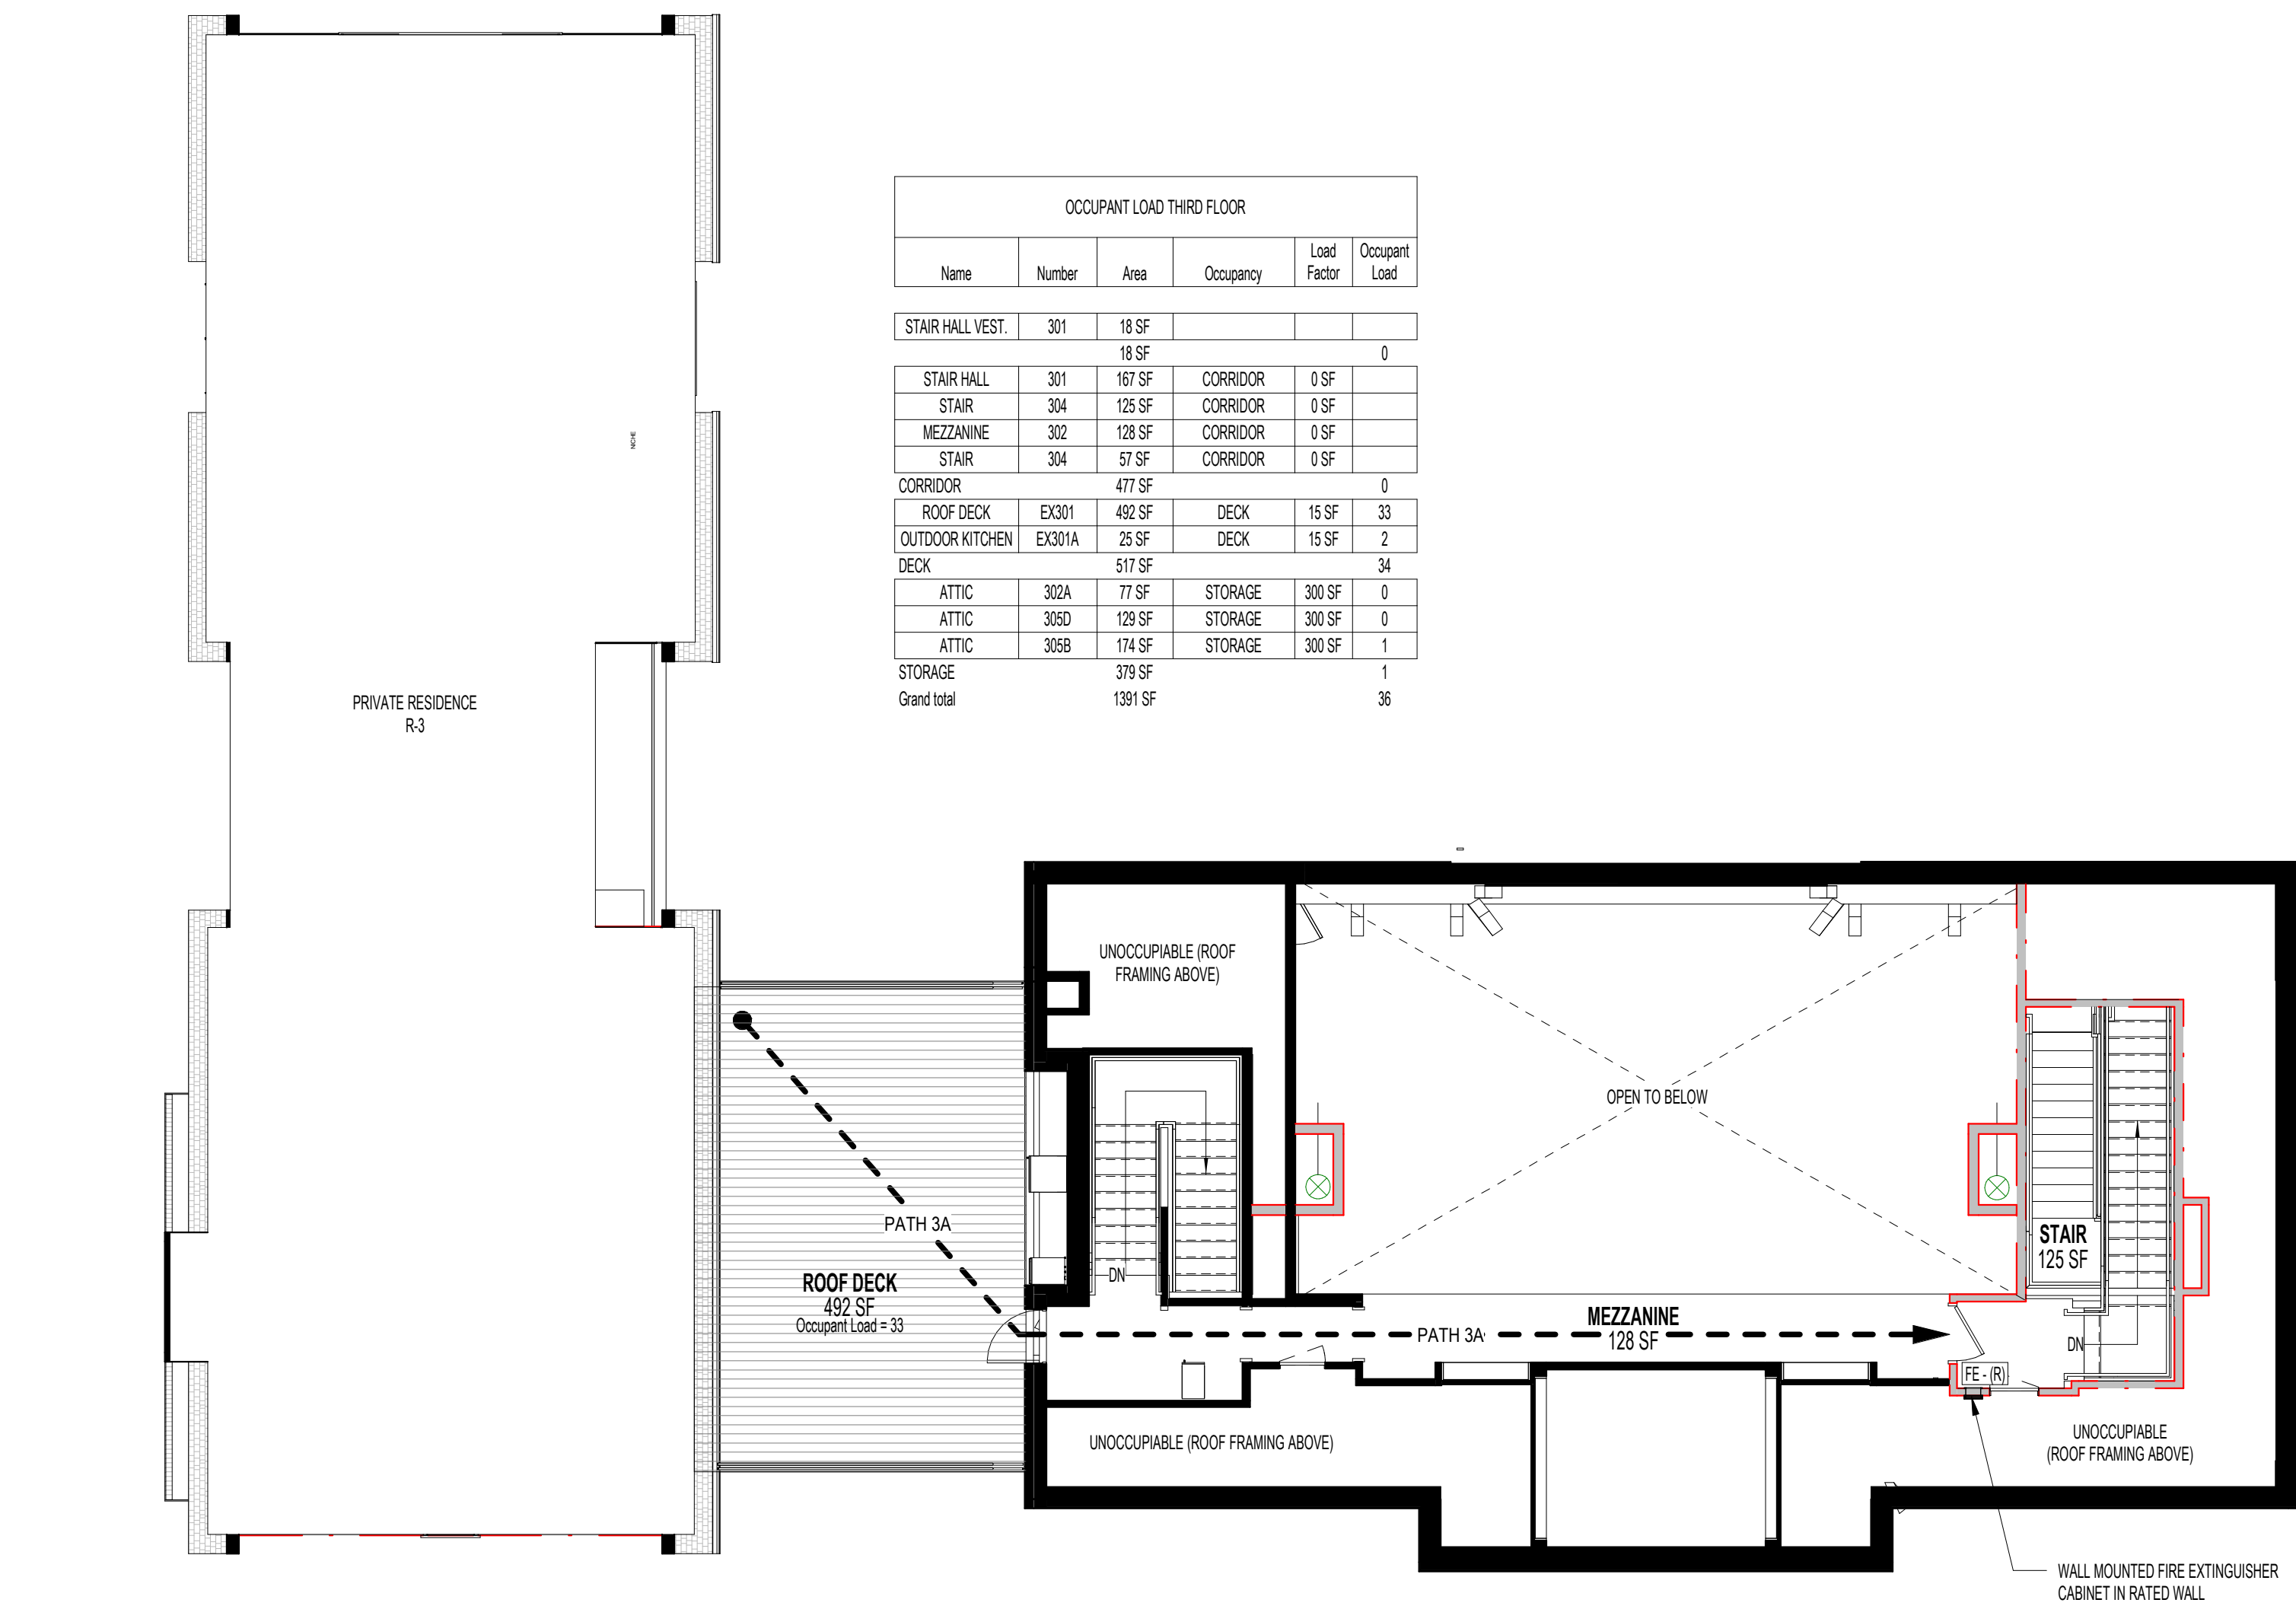 OCCUPANT LOAD THIRD FLOOR
Name Number Area Occupancy Load Factor Occupant Load
STAIR HALL VEST. 301 18 SF
18 SF 0
STAIR HALL 301 167 SF CORRIDOR 0 SF
STAIR 304 125 SF CORRIDOR 0 SF
MEZZANINE 302 128 SF CORRIDOR 0 SF
STAIR 304 57 SF CORRIDOR 0 SF
CORRIDOR 477 SF 0
ROOF DECK EX301 492 SF DECK 15 SF 33
OUTDOOR KITCHEN EX301A 25 SF DECK 15 SF 2
DECK 517 SF 34
ATTIC 302A 77 SF STORAGE 300 SF 0
ATTIC 305D 129 SF STORAGE 300 SF 0
ATTIC 305B 174 SF STORAGE 300 SF 1
STORAGE 379 SF 1
Grand total 1391 SF 36
NICHE
PRIVATE RESIDENCE
R-3
UNOCCUPIABLE (ROOF
FRAMING ABOVE)
OPEN TO BELOW
PATH 3A
ROOF DECK
492 SF
Occupant Load = 33
DN
STAIR
125 SF
MEZZANINE
128 SF
PATH 3A
DN
FE - (R)
UNOCCUPIABLE (ROOF FRAMING ABOVE)
UNOCCUPIABLE
(ROOF FRAMING ABOVE)
WALL MOUNTED FIRE EXTINGUISHER
CABINET IN RATED WALL